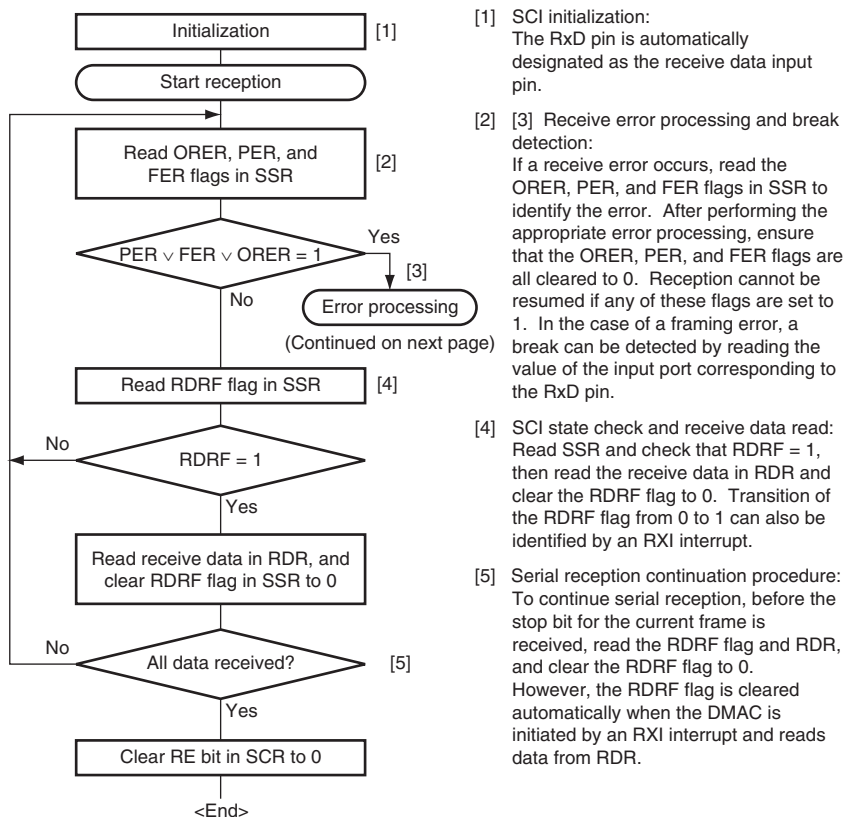 Initialization [1]
Start reception
Read ORER, PER, and
FER flags in SSR
[2]
PER ∨ FER ∨ ORER = 1
Yes
[3]
No
Error processing
(Continued on next page)
Read RDRF flag in SSR [4]
No
RDRF = 1
Yes
Read receive data in RDR, and
clear RDRF flag in SSR to 0
No
All data received? [5]
Yes
Clear RE bit in SCR to 0
<End>
[1] SCI initialization:
The RxD pin is automatically
designated as the receive data input
pin.
[2] [3] Receive error processing and break
detection:
If a receive error occurs, read the
ORER, PER, and FER flags in SSR to
identify the error. After performing the
appropriate error processing, ensure
that the ORER, PER, and FER flags are
all cleared to 0. Reception cannot be
resumed if any of these flags are set to
1. In the case of a framing error, a
break can be detected by reading the
value of the input port corresponding to
the RxD pin.
[4] SCI state check and receive data read:
Read SSR and check that RDRF = 1,
then read the receive data in RDR and
clear the RDRF flag to 0. Transition of
the RDRF flag from 0 to 1 can also be
identified by an RXI interrupt.
[5] Serial reception continuation procedure:
To continue serial reception, before the
stop bit for the current frame is
received, read the RDRF flag and RDR,
and clear the RDRF flag to 0.
However, the RDRF flag is cleared
automatically when the DMAC is
initiated by an RXI interrupt and reads
data from RDR.